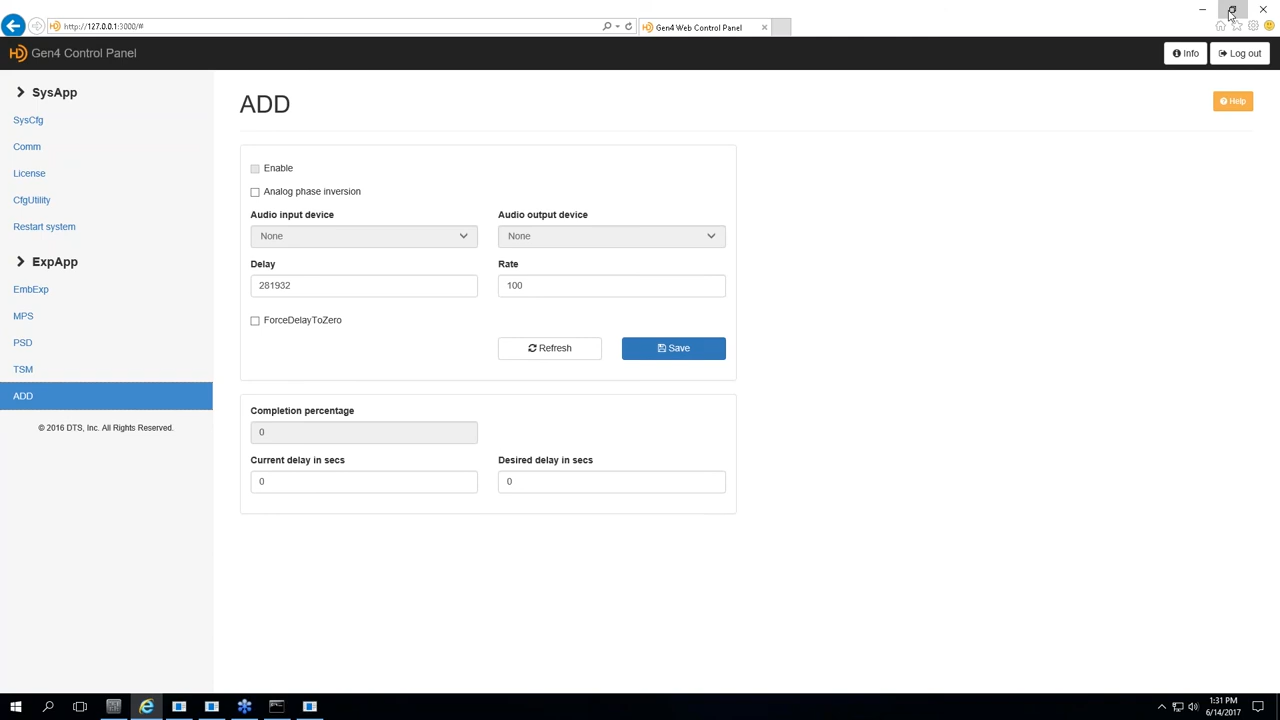 http://127.0.0.1:3000/#
Gen4 Web Control Panel
HD Gen4 Control Panel
Info
Log out
SysApp
SysCfg
Comm
License
CfgUtility
Restart system
ExpApp
EmbExp
MPS
PSD
TSM
ADD
© 2016 DTS, Inc. All Rights Reserved.
ADD
Help
Enable
Analog phase inversion
Audio input device
Audio output device
None
None
Delay
Rate
281932
100
ForceDelayToZero
Refresh
Save
Completion percentage
0
Current delay in secs
Desired delay in secs
0
0
1:31 PM
6/14/2017